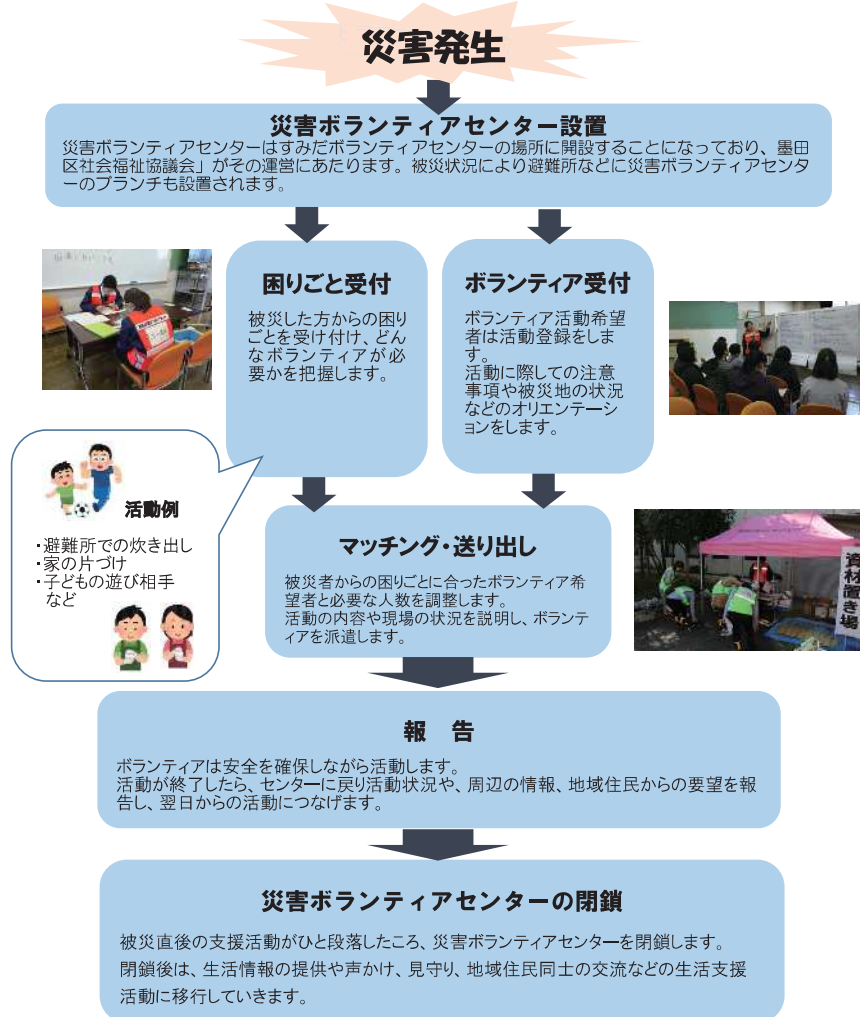 災害発生
災害ボランティアセンター設置
災害ボランティアセンターはすみだボランティアセンターの場所に開設することになっており、墨田
区社会福祉協議会」がその運営にあたります。被災状況により避難所などに災害ボランティアセンタ
ーのブランチも設置されます。
困りごと受付
被災した方からの困り
ごとを受け付け、どん
なボランティアが必
要かを把握します。
ボランティア受付
ボランティア活動希望
者は活動登録をしま
す。
活動に際しての注意
事項や被災地の状況
などのオリエンテーシ
ョンをします。
活動例
・避難所での炊き出し
・家の片づけ
・子どもの遊び相手
など
マッチング・送り出し
被災者からの困りごとに合ったボランティア希
望者と必要な人数を調整します。
活動の内容や現場の状況を説明し、ボランテ
ィアを派遣します。
資材置き場
報　告
ボランティアは安全を確保しながら活動します。
活動が終了したら、センターに戻り活動状況や、周辺の情報、地域住民からの要望を報
告し、翌日からの活動につなげます。
災害ボランティアセンターの閉鎖
被災直後の支援活動がひと段落したころ、災害ボランティアセンターを閉鎖します。
閉鎖後は、生活情報の提供や声かけ、見守り、地域住民同士の交流などの生活支援
活動に移行していきます。